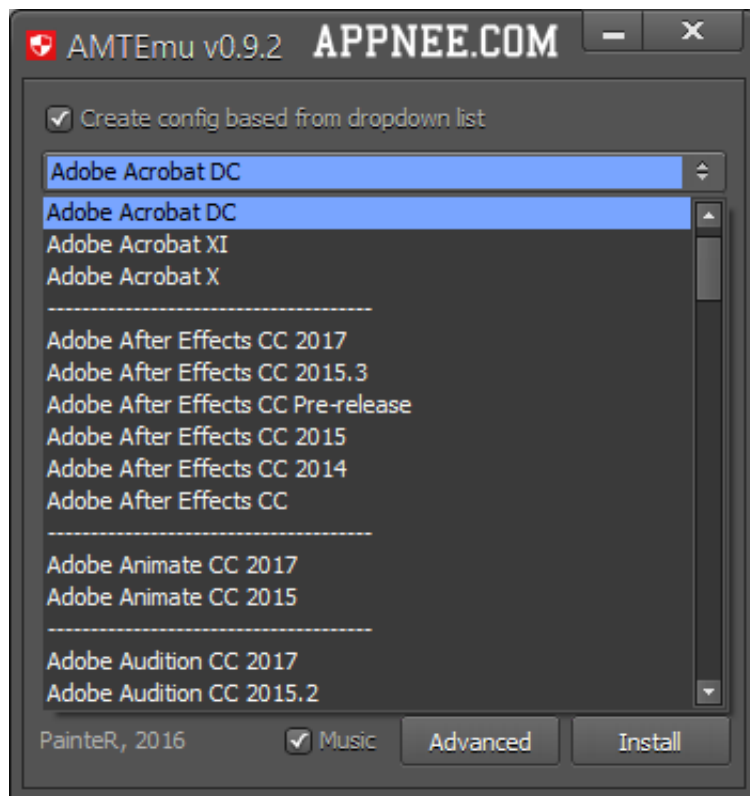 AMTEmu v0.9.2 APPNEE.COM
Create config based from dropdown list
Adobe Acrobat DC
Adobe Acrobat DC
Adobe Acrobat XI
Adobe Acrobat X
----------------------------------------
Adobe After Effects CC 2017
Adobe After Effects CC 2015.3
Adobe After Effects CC Pre-release
Adobe After Effects CC 2015
Adobe After Effects CC 2014
Adobe After Effects CC
----------------------------------------
Adobe Animate CC 2017
Adobe Animate CC 2015
----------------------------------------
Adobe Audition CC 2017
Adobe Audition CC 2015.2
PainteR, 2016 Music Advanced Install